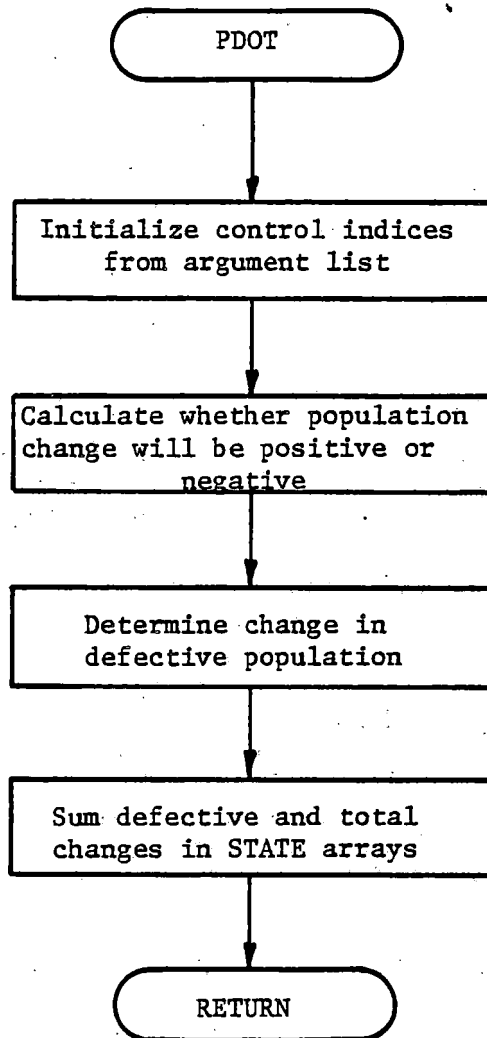 PDOT
Initialize control indices
from argument list
Calculate whether population
change will be positive or
negative
Determine change in
defective population
Sum defective and total
changes in STATE arrays
RETURN